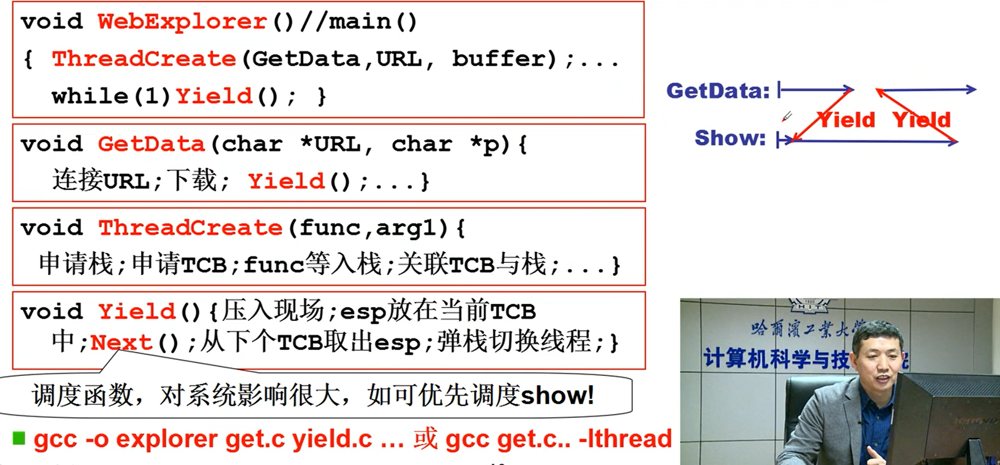 void WebExplorer()//main()
{ ThreadCreate(GetData,URL, buffer);...
while(1)Yield(); }
void GetData(char *URL, char *p){
连接URL;下载; Yield();...}
void ThreadCreate(func,arg1){
申请栈;申请TCB;func等入栈;关联TCB与栈;...}
void Yield(){压入现场;esp放在当前TCB
中;Next();从下个TCB取出esp;弹栈切换线程;}
调度函数，对系统影响很大，如可优先调度show!
gcc -o explorer get.c yield.c ... 或 gcc get.c.. -lthread
GetData:
Yield Yield
Show:
1920
HIT
哈爾濱工業大
计算机科学与技